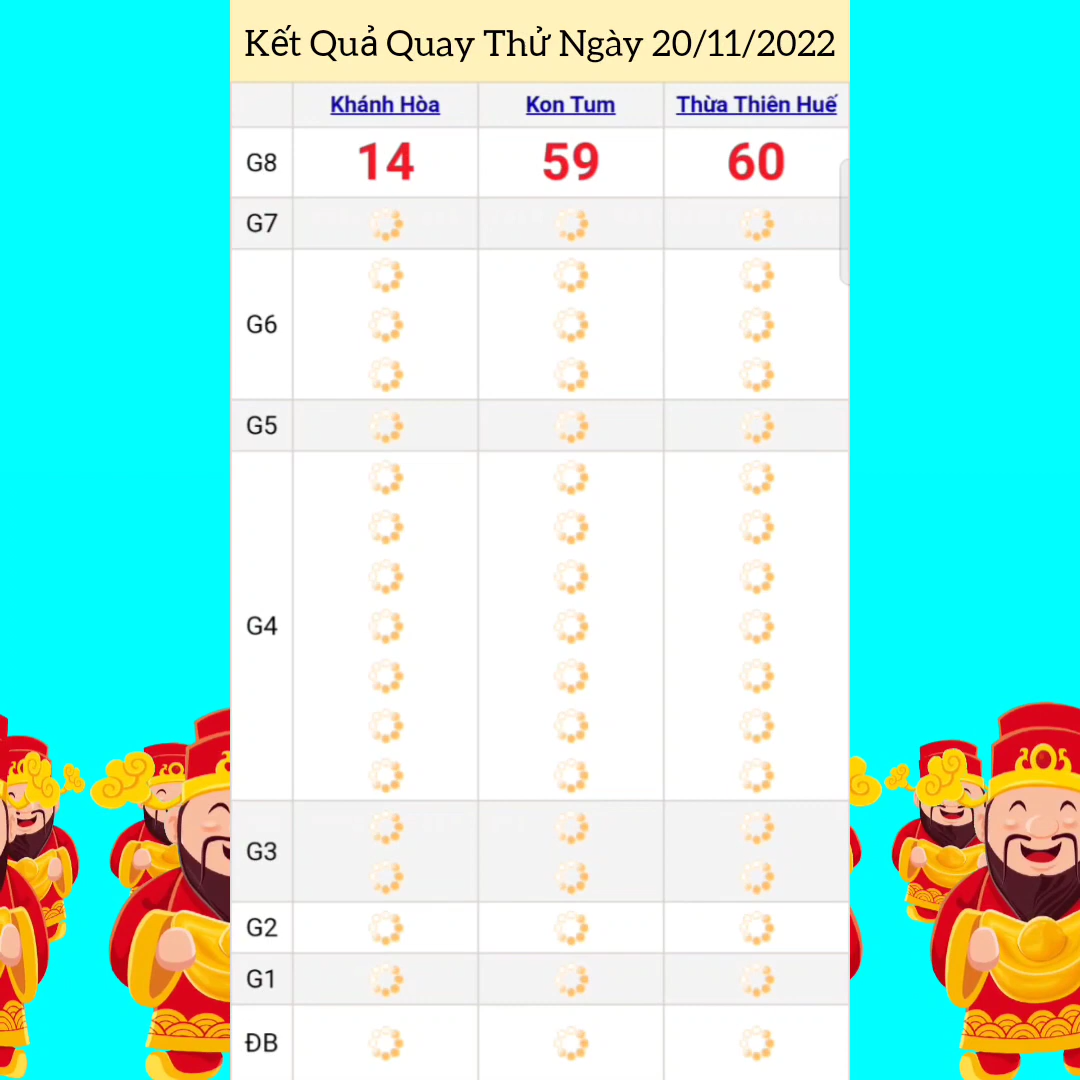 Kết Quả Quay Thử Ngày 20/11/2022
Khánh Hòa Kon Tum Thừa Thiên Huế
G8 14 59 60
G7
G6
G5
G4
G3
G2
G1
ĐB